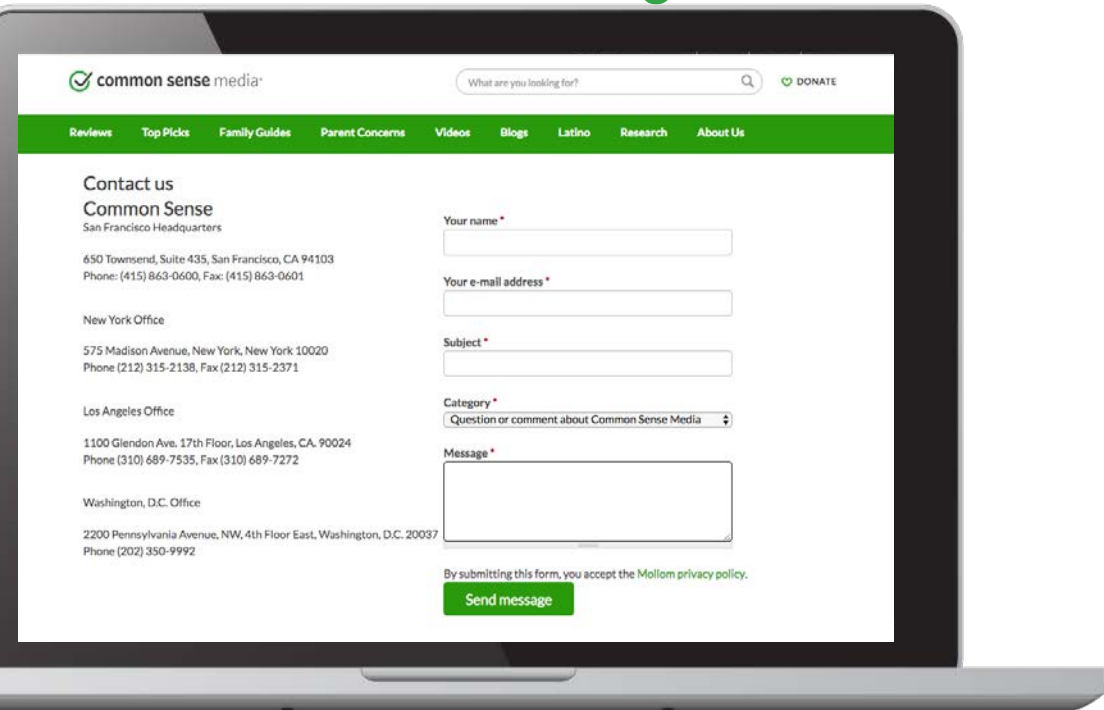 common sense media
What are you looking for?
DONATE
Reviews Top Picks Family Guides Parent Concerns Videos Blogs Latino Research About Us
Contact us
Common Sense
San Francisco Headquarters
650 Townsend, Suite 435, San Francisco, CA 94103
Phone: (415) 863-0600, Fax: (415) 863-0601
New York Office
575 Madison Avenue, New York, New York 10020
Phone (212) 315-2138, Fax (212) 315-2371
Los Angeles Office
1100 Glendon Ave. 17th Floor, Los Angeles, CA. 90024
Phone (310) 689-7535, Fax (310) 689-7272
Washington, D.C. Office
2200 Pennsylvania Avenue, NW, 4th Floor East, Washington, D.C. 20037
Phone (202) 350-9992
Your name *
Your e-mail address *
Subject *
Category *
Question or comment about Common Sense Media
Message *
By submitting this form, you accept the Mollom privacy policy.
Send message